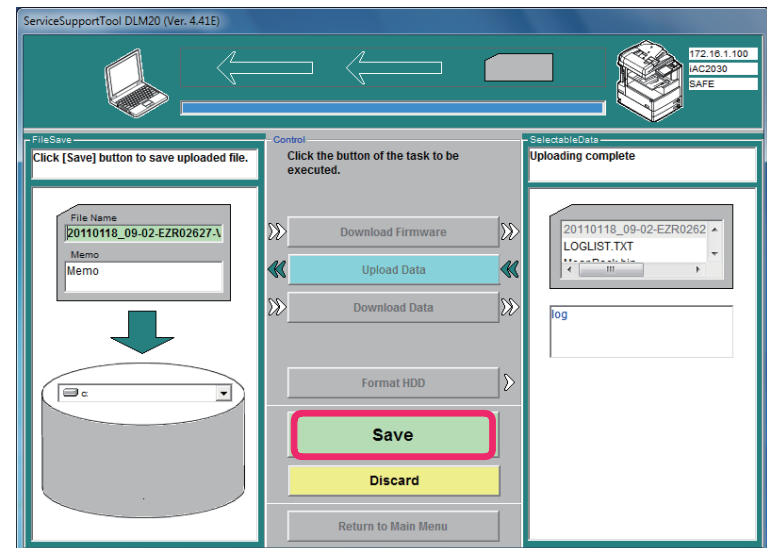 ServiceSupportTool DLM20 (Ver. 4.41E)
172.16.1.100
iAC2030
SAFE
FileSave
Click [Save] button to save uploaded file.
File Name
20110118_09-02-EZR02627-V
Memo
Memo
c:
Control
Click the button of the task to be
executed.
Download Firmware
Upload Data
Download Data
Format HDD
Save
Discard
Return to Main Menu
SelectableData
Uploading complete
20110118_09-02-EZR0262
LOGLIST.TXT
log